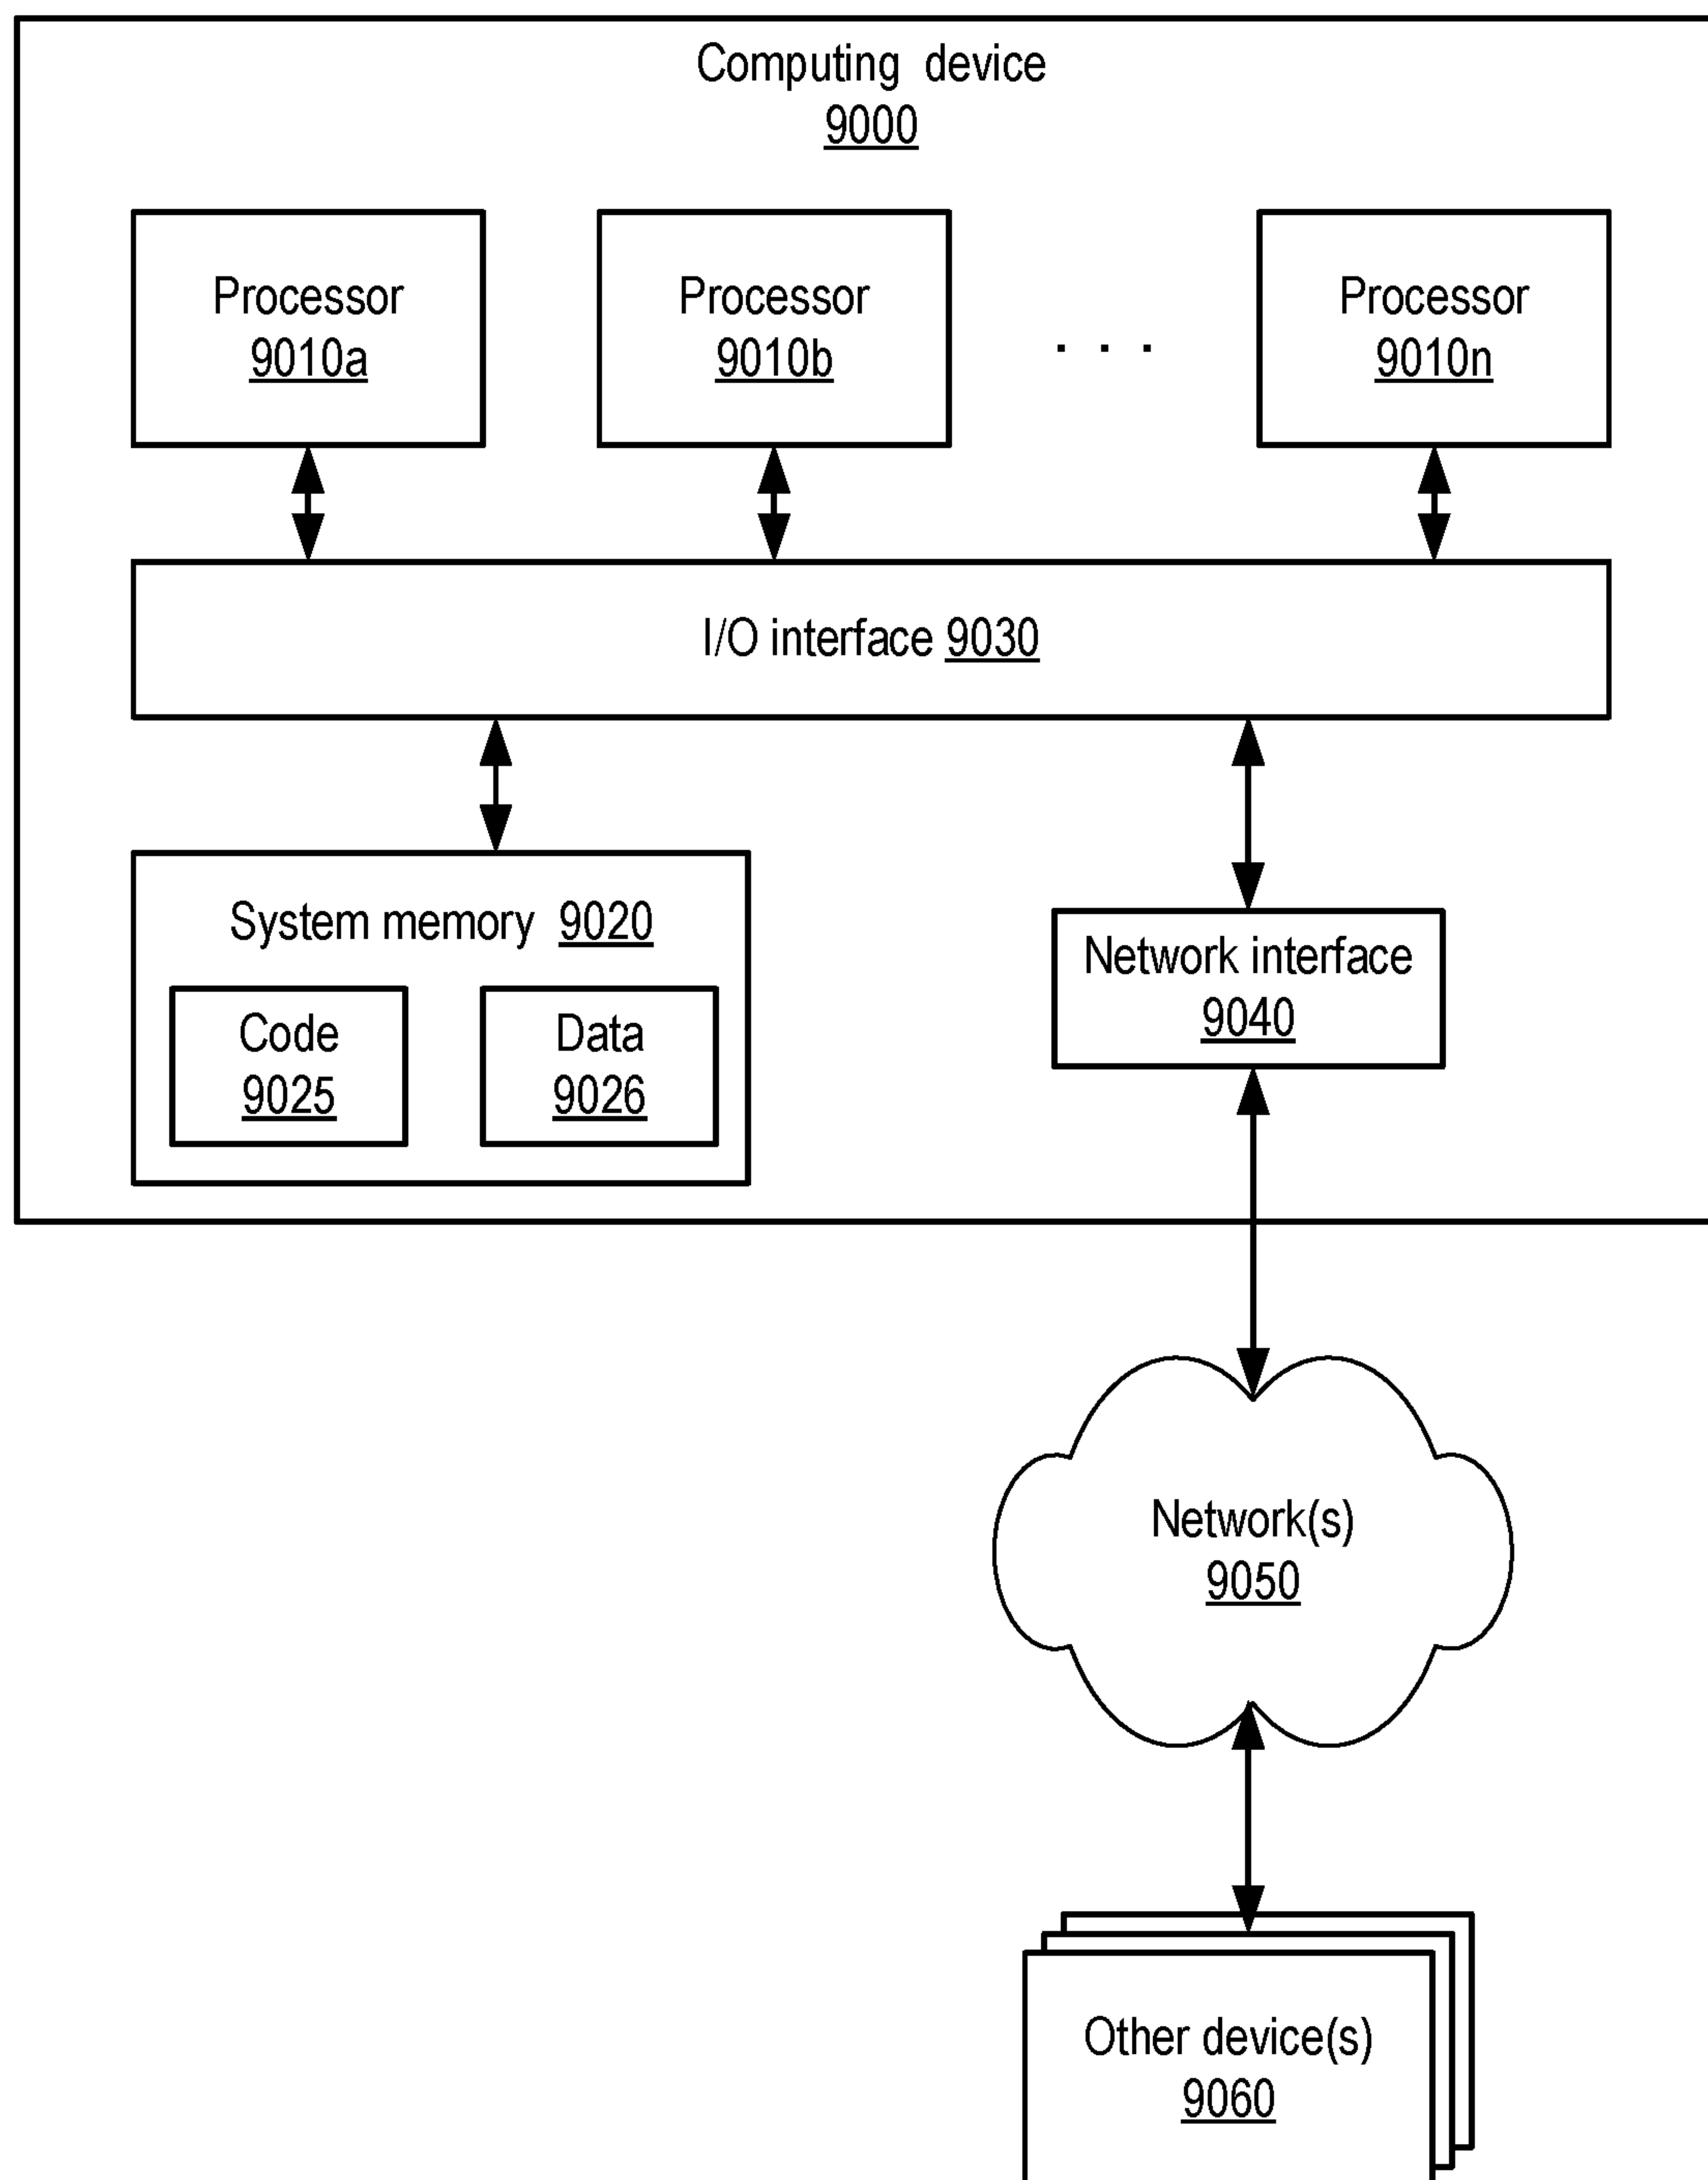 Computing device
9000
Processor
9010a
Processor
9010b
. . .
Processor
9010n
I/O interface 9030
System memory 9020
Code
9025
Data
9026
Network interface
9040
Network(s)
9050
Other device(s)
9060